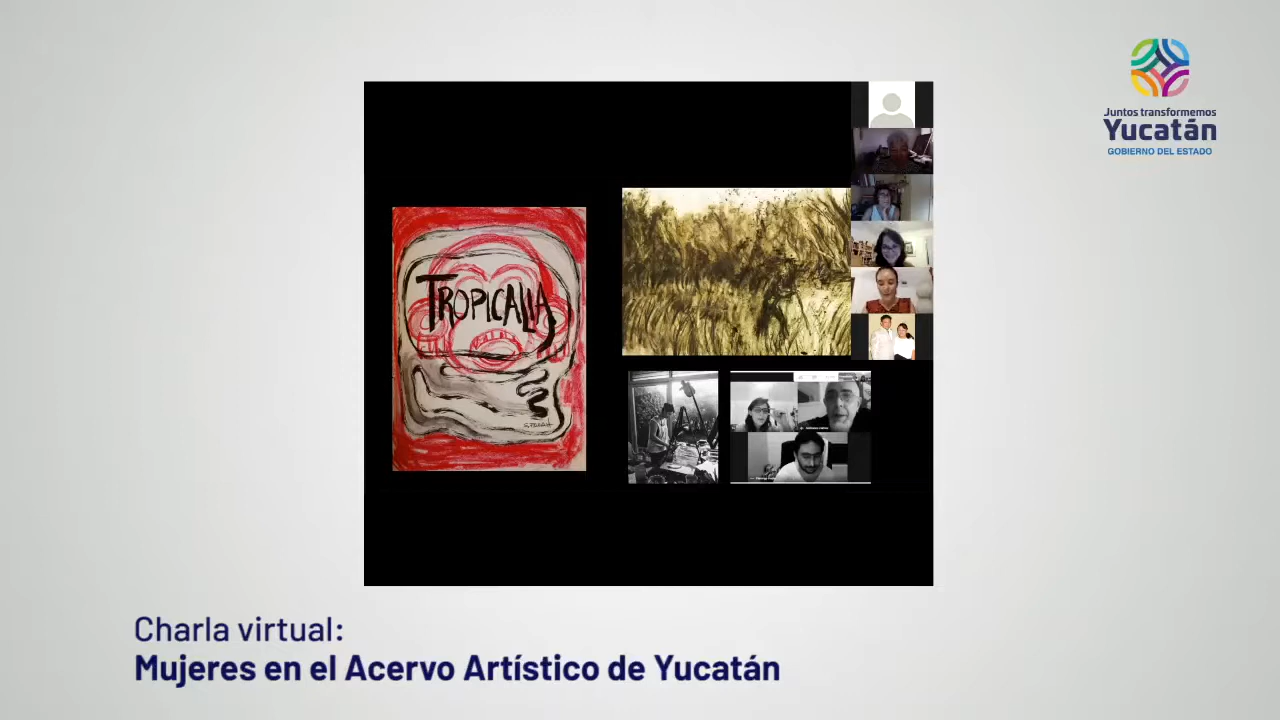 Juntos transformemos
Yucatán
GOBIERNO DEL ESTADO
TROPICALIA
Charla virtual:
Mujeres en el Acervo Artístico de Yucatán